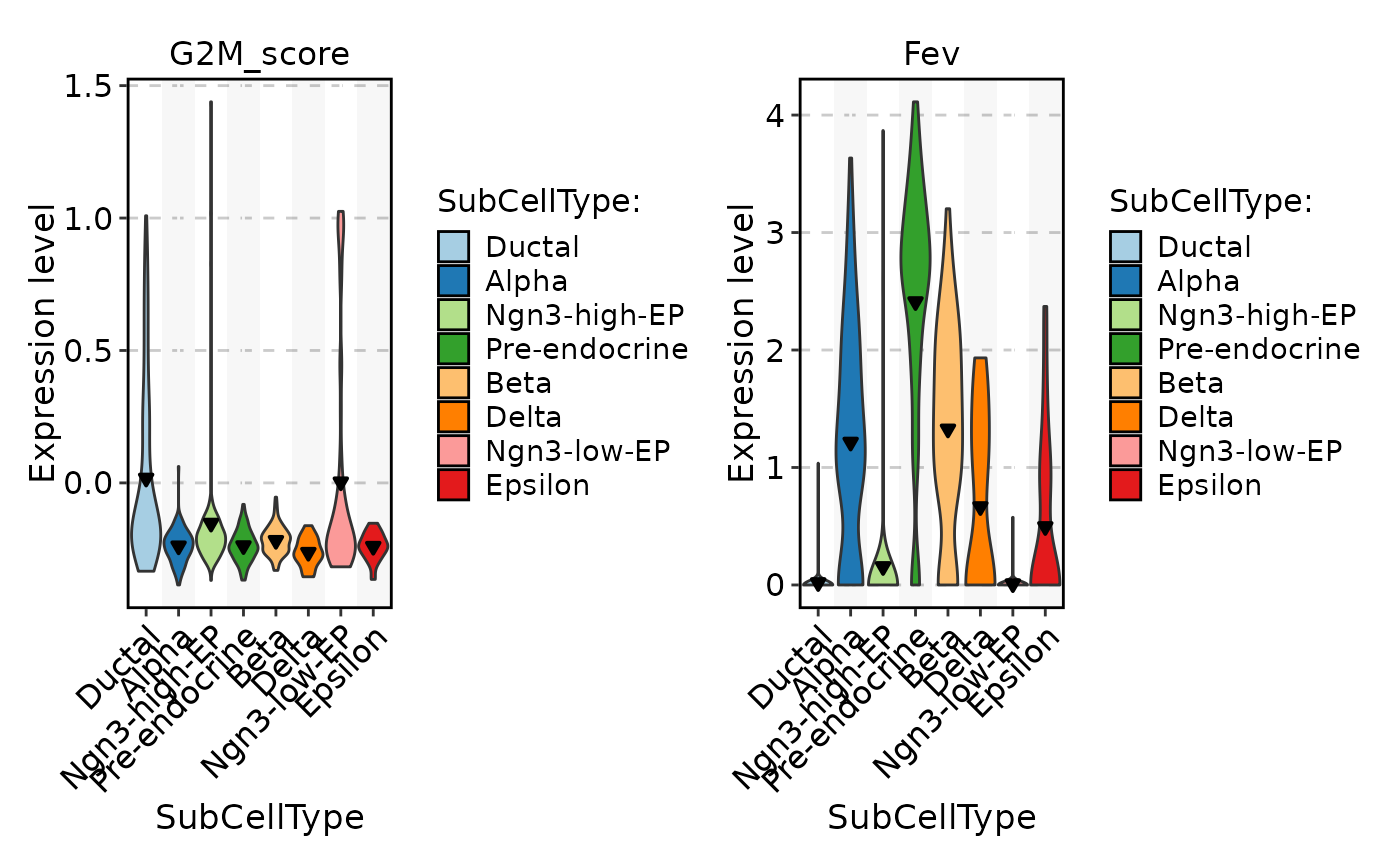 G2M_score
Expression level
1.5
1.0
0.5
0.0
Ductal
Alpha
Ngn3-high-EP
Pre-endocrine
Beta
Delta
Ngn3-low-EP
Epsilon
SubCellType
SubCellType:
Ductal
Alpha
Ngn3-high-EP
Pre-endocrine
Beta
Delta
Ngn3-low-EP
Epsilon
Fev
Expression level
4
3
2
1
0
Ductal
Alpha
Ngn3-high-EP
Pre-endocrine
Beta
Delta
Ngn3-low-EP
Epsilon
SubCellType
SubCellType:
Ductal
Alpha
Ngn3-high-EP
Pre-endocrine
Beta
Delta
Ngn3-low-EP
Epsilon